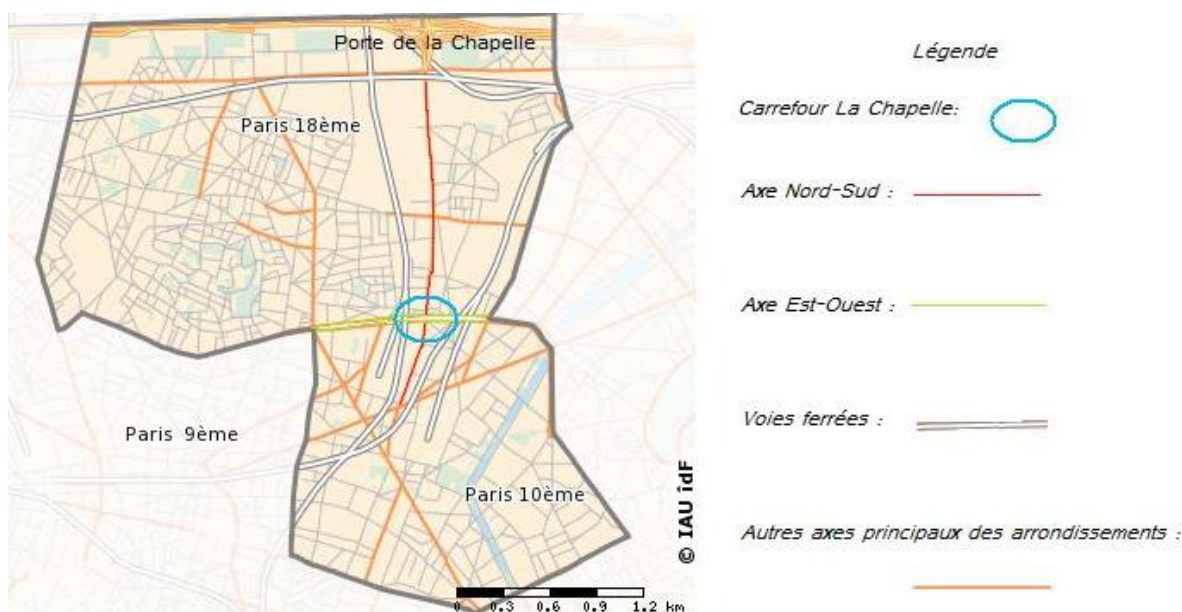 Porte de la Chapelle
Paris 18ème
Paris 9ème
Paris 10ème
© IAU îdF
0 0.3 0.6 0.9 1.2 km
Légende
Carrefour La Chapelle:
Axe Nord-Sud :
Axe Est-Ouest :
Voies ferrées :
Autres axes principaux des arrondissements :